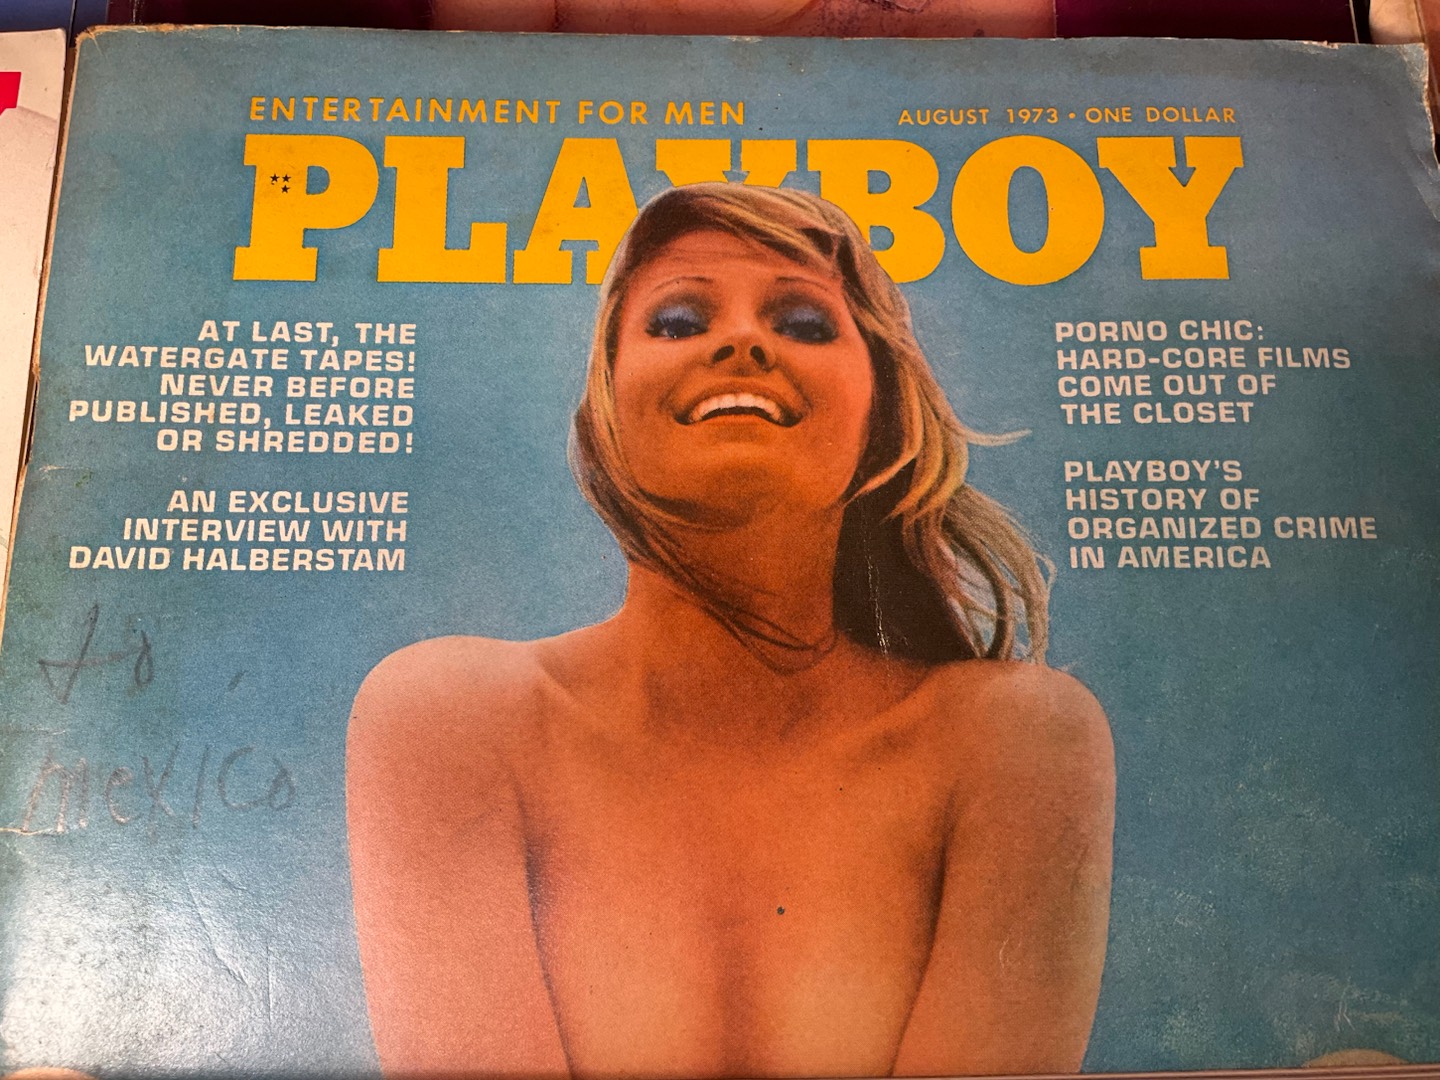 ENTERTAINMENT FOR MEN
AUGUST 1973 • ONE DOLLAR
PLAYBOY
AT LAST, THE
WATERGATE TAPES!
NEVER BEFORE
PUBLISHED, LEAKED
OR SHREDDED!
AN EXCLUSIVE
INTERVIEW WITH
DAVID HALBERSTAM
PORNO CHIC:
HARD-CORE FILMS
COME OUT OF
THE CLOSET
PLAYBOY'S
HISTORY OF
ORGANIZED CRIME
IN AMERICA
to
mexico